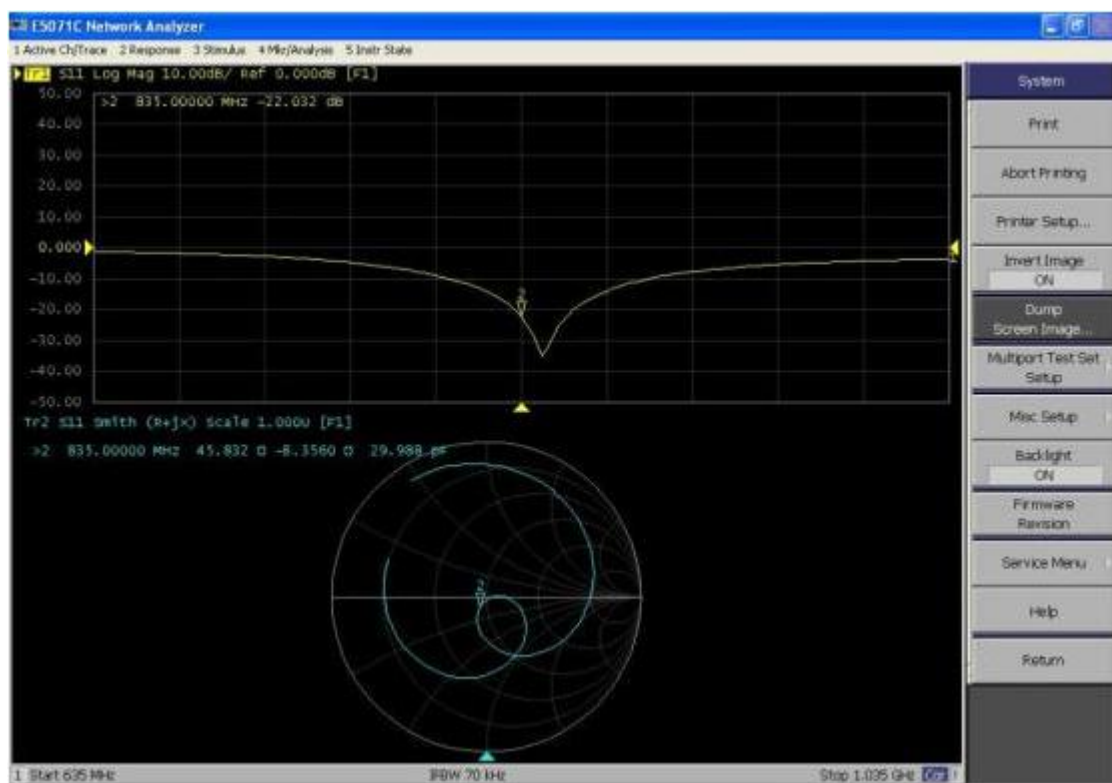 E5071C Network Analyzer
1 Active Ch/Trace 2 Response 3 Stimulus 4 Mkr/Analysis 5 Instr State
Tr1 S11 Log Mag 10.00dB/ Ref 0.000dB [F1]
50.00
>2 835.00000 MHz -22.032 dB
40.00
30.00
20.00
10.00
0.000
-10.00
-20.00
-30.00
-40.00
-50.00
2
Tr2 S11 Smith (R+jX) Scale 1.000U [F1]
>2 835.00000 MHz 45.832 Ω -8.3560 Ω 29.988 pF
2
1 Start 635 MHz
IFBW 70 kHz
Stop 1.035 GHz Cor !
System
Print
Abort Printing
Printer Setup...
Invert Image
ON
Dump
Screen Image...
Multiport Test Set
Setup
Misc Setup
Backlight
ON
Firmware
Revision
Service Menu
Help
Return